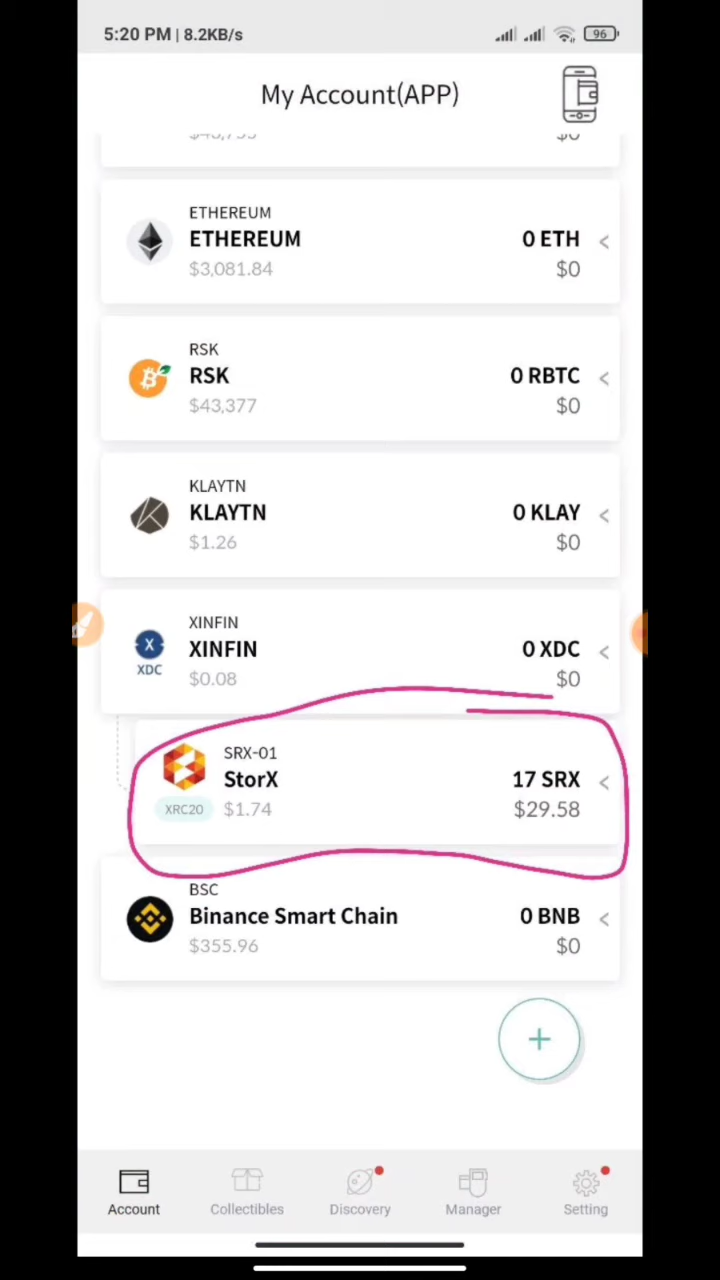 5:20 PM | 8.2KB/s
96
My Account(APP)
$0
ETHEREUM
ETHEREUM
0 ETH
<
$3,081.84
$0
RSK
RSK
0 RBTC
<
$43,377
$0
KLAYTN
KLAYTN
0 KLAY
<
$1.26
$0
XINFIN
X
XINFIN
0 XDC
<
XDC
$0.08
$0
SRX-01
StorX
17 SRX
<
XRC20
$1.74
$29.58
BSC
Binance Smart Chain
0 BNB
<
$355.96
$0
+
Account
Collectibles
Discovery
Manager
Setting